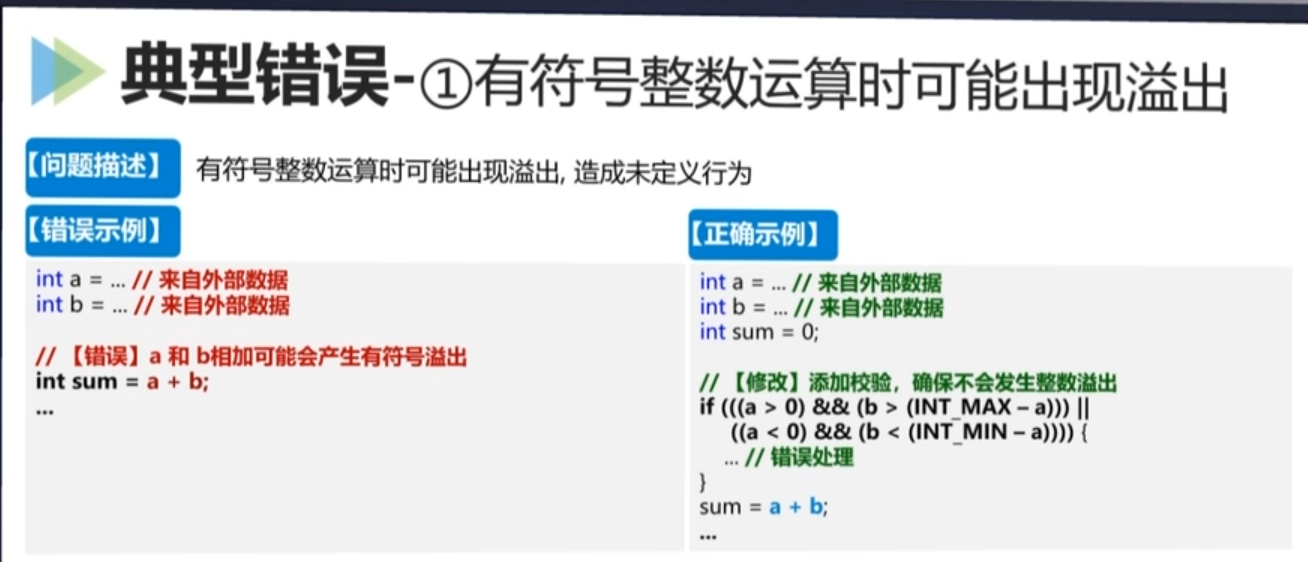 典型错误-①有符号整数运算时可能出现溢出
【问题描述】 有符号整数运算时可能出现溢出, 造成未定义行为
【错误示例】
int a = ... // 来自外部数据
int b = ... // 来自外部数据
// 【错误】a 和 b相加可能会产生有符号溢出
int sum = a + b;
...
【正确示例】
int a = ... // 来自外部数据
int b = ... // 来自外部数据
int sum = 0;
// 【修改】添加校验，确保不会发生整数溢出
if (((a > 0) && (b > (INT_MAX – a))) ||
((a < 0) && (b < (INT_MIN – a)))) {
... // 错误处理
}
sum = a + b;
...